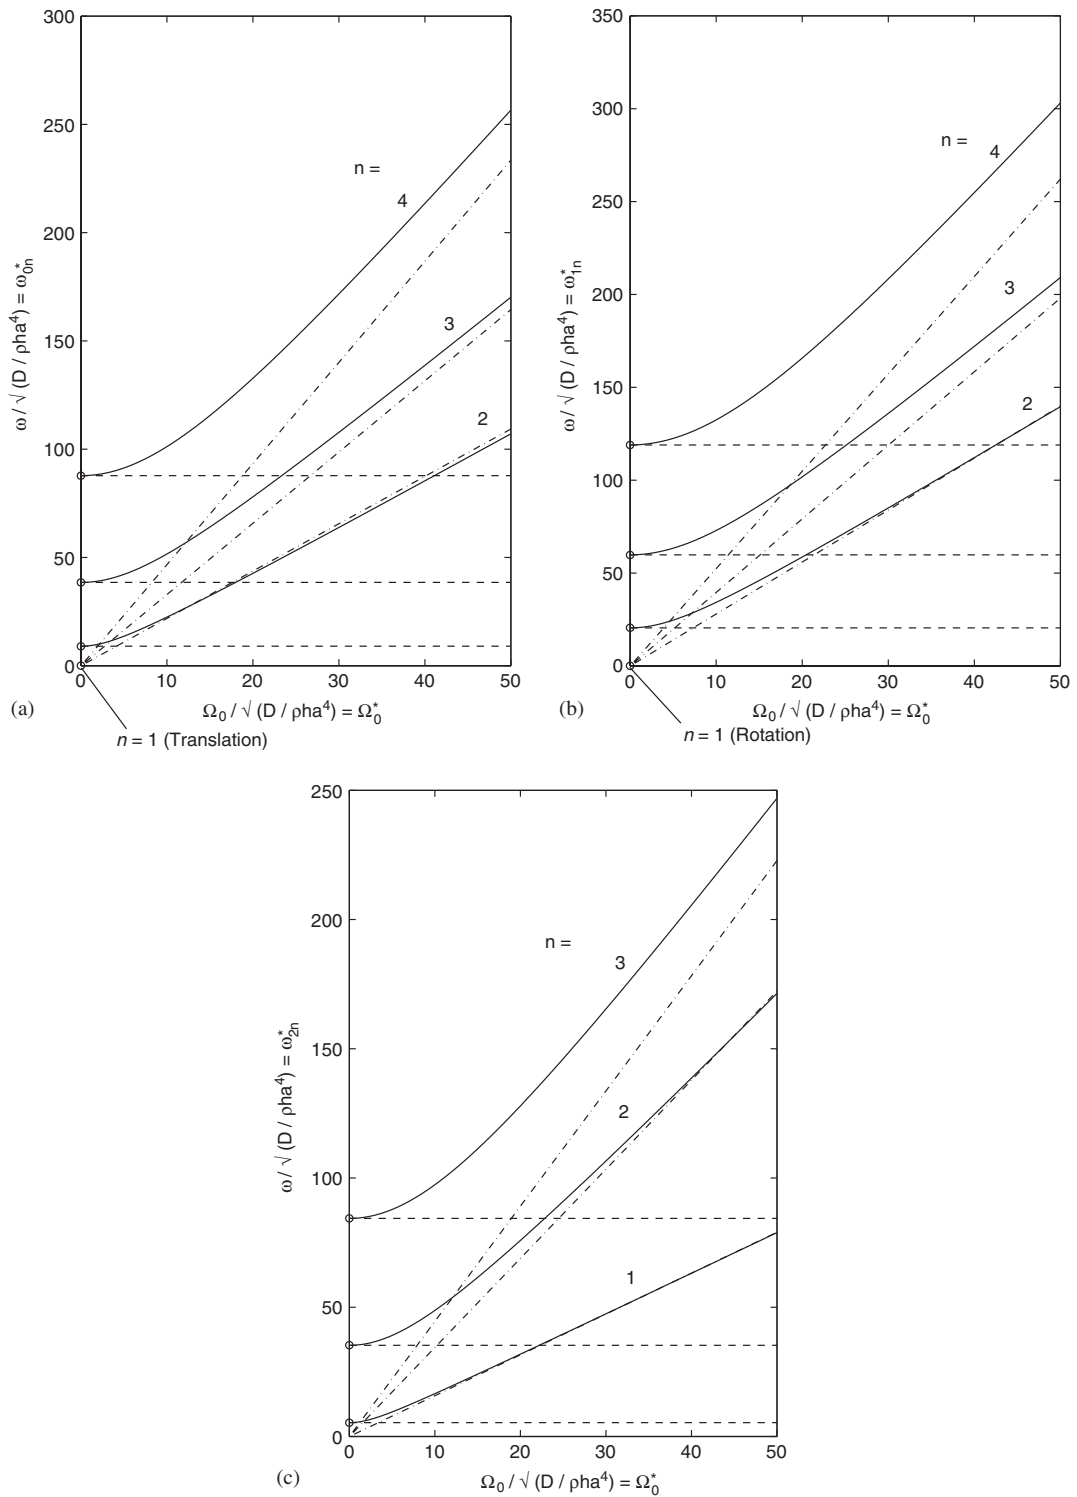 300
250
200
150
100
50
0
0 10 20 30 40 50
ω / √ (D / ρha⁴) = ω*₀ₙ
n =
4
3
2
(a)
Ω₀ / √ (D / ρha⁴) = Ω₀*
n = 1 (Translation)
350
300
250
200
150
100
50
0
0 10 20 30 40 50
ω / √ (D / ρha⁴) = ω*₁ₙ
n =
4
3
2
(b)
Ω₀ / √ (D / ρha⁴) = Ω₀*
n = 1 (Rotation)
250
200
150
100
50
0
0 10 20 30 40 50
ω / √ (D / ρha⁴) = ω*₂ₙ
n =
3
2
1
(c)
Ω₀ / √ (D / ρha⁴) = Ω₀*